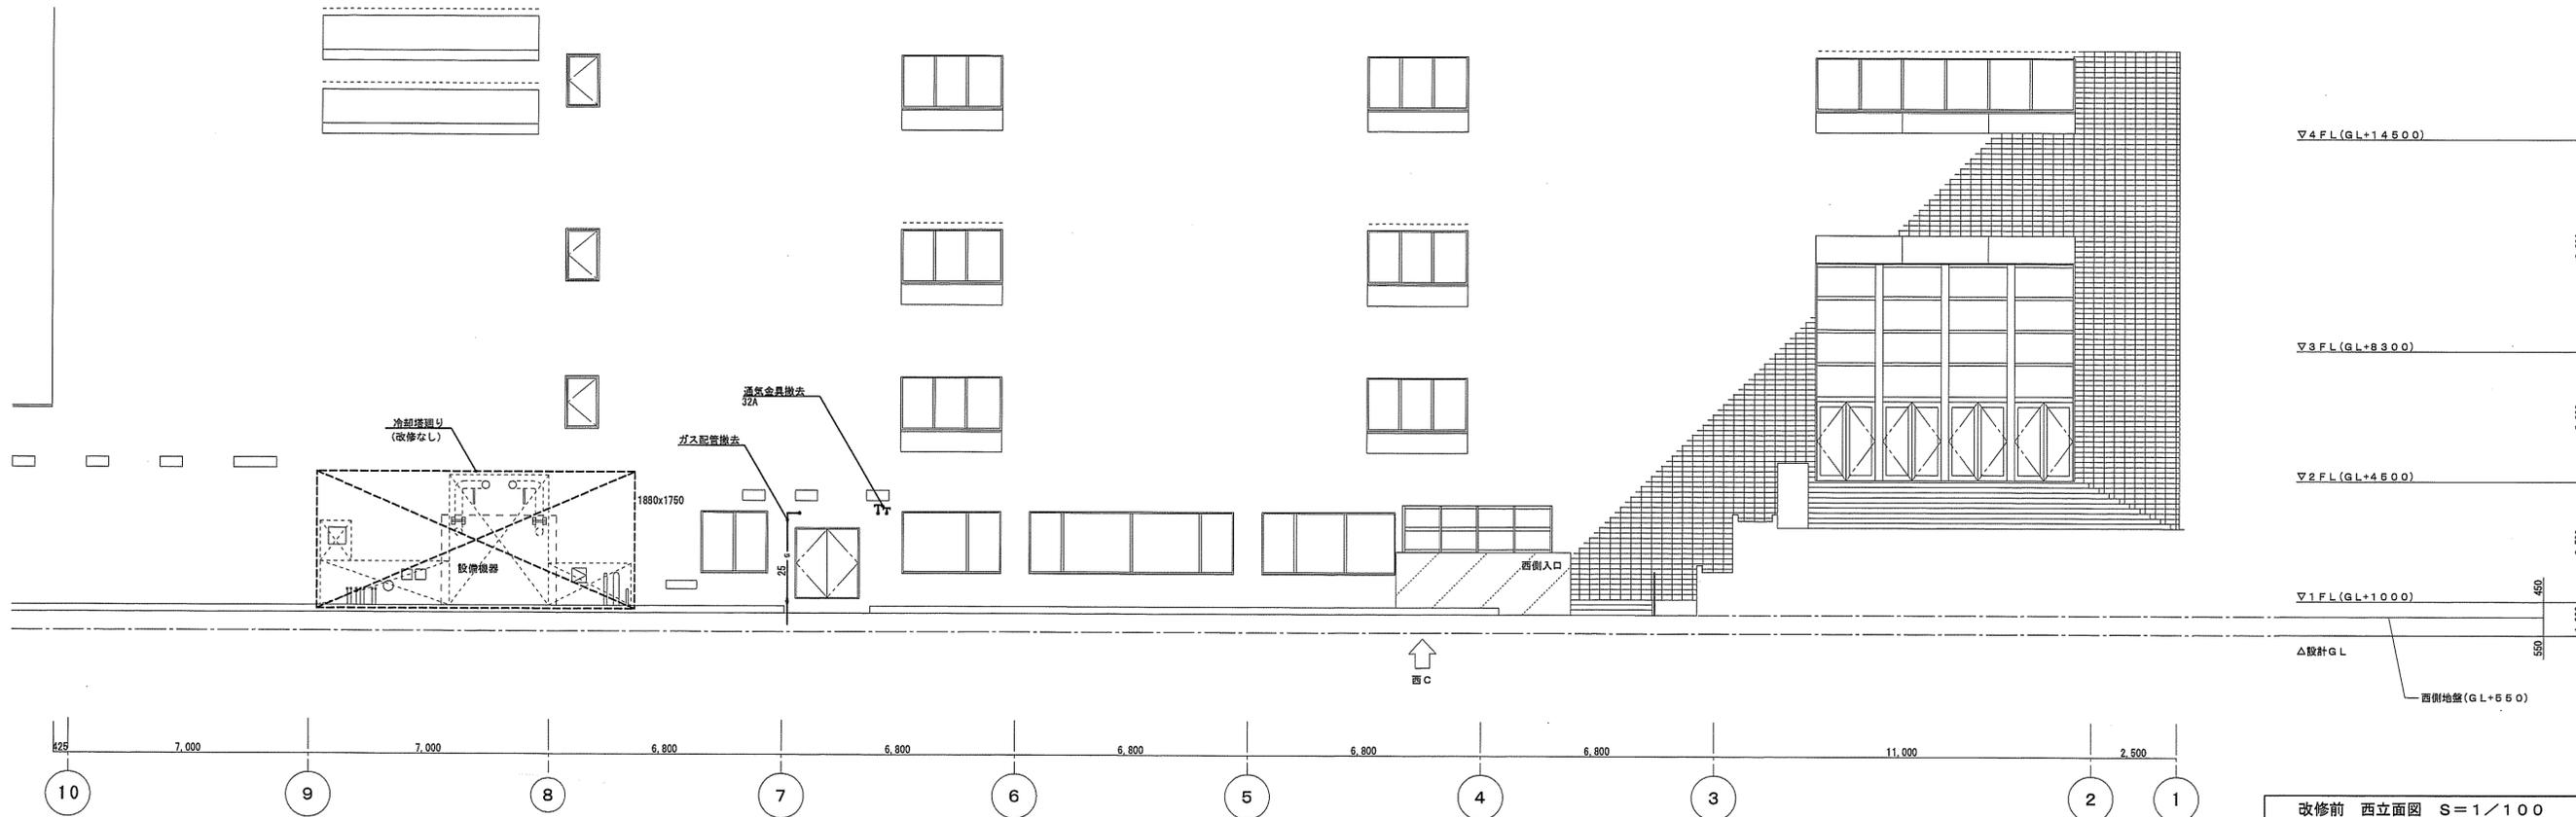 ▽4FL(GL+14500)
▽3FL(GL+8300)
通気金具撤去
32A
冷却塔廻り
(改修なし)
ガス配管撤去
▽2FL(GL+4500)
1880x1750
設備機器
25
G
西側入口
▽1FL(GL+1000)
450
550
△設計GL
西C
西側地盤(GL+550)
425
7,000
7,000
6,800
6,800
6,800
6,800
6,800
11,000
2,500
10
9
8
7
6
5
4
3
2
1
改修前 西立面図 S=1/100